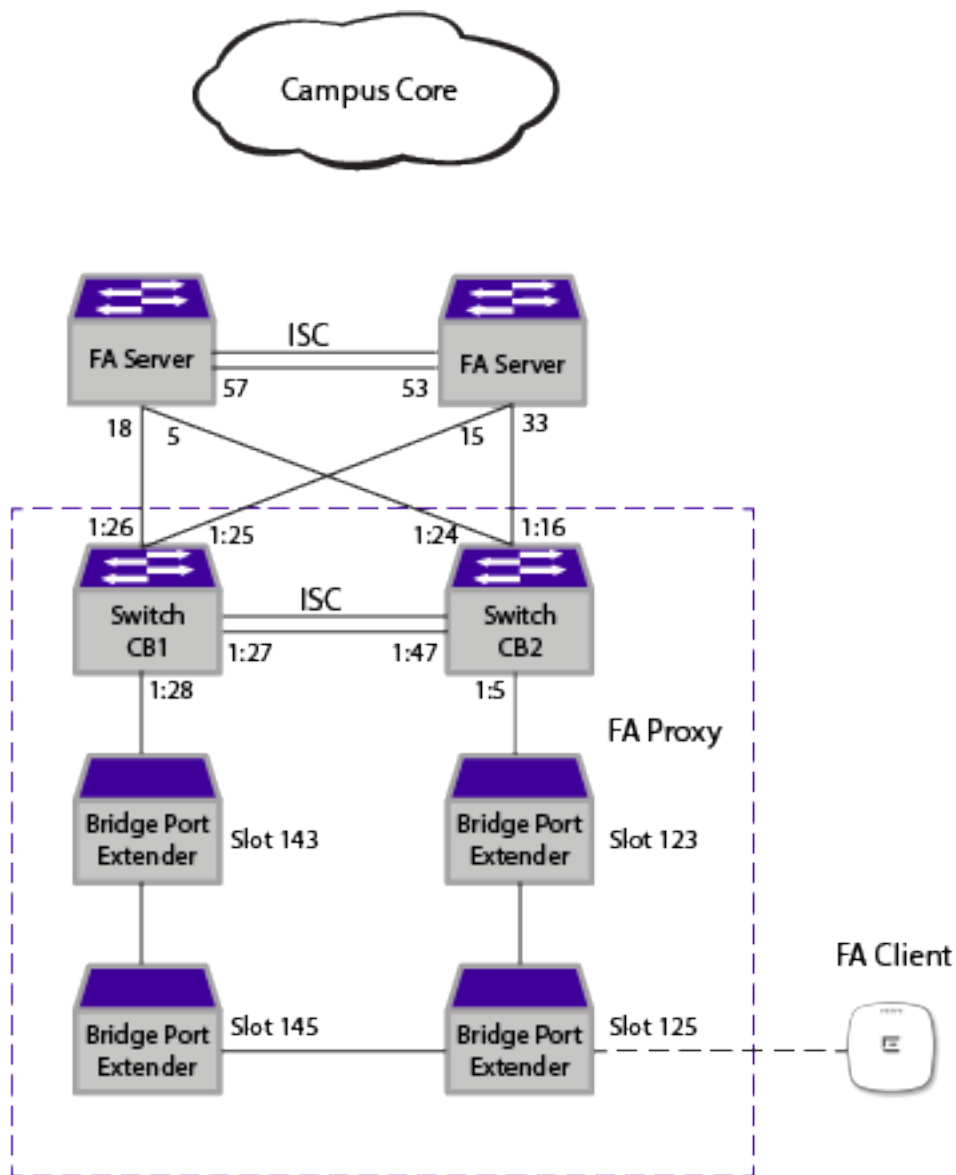 Campus Core
ISC
FA Server
FA Server
57
53
18
5
15
33
1:26
1:25
1:24
1:16
Switch
CB1
ISC
Switch
CB2
1:27
1:47
1:28
1:5
FA Proxy
Bridge Port
Extender
Slot 143
Bridge Port
Extender
Slot 123
FA Client
Bridge Port
Extender
Slot 145
Bridge Port
Extender
Slot 125